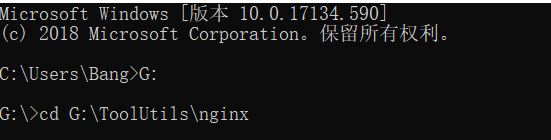 Microsoft Windows [版本 10.0.17134.590]
(c) 2018 Microsoft Corporation。保留所有权利。
C:\Users\Bang>G:
G:\>cd G:\ToolUtils\nginx